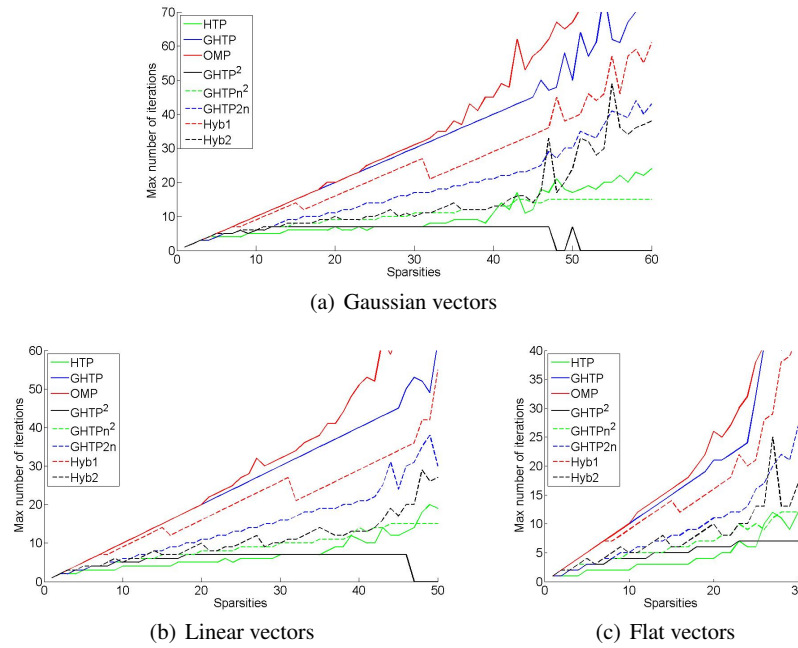 70
60
50
40
30
20
10
0
Max number of iterations
HTP
GHTP
OMP
GHTP²
GHTPn²
GHTP2n
Hyb1
Hyb2
0 10 20 30 40 50 60
Sparsities
(a) Gaussian vectors
60
50
40
30
20
10
0
Max number of iterations
HTP
GHTP
OMP
GHTP²
GHTPn²
GHTP2n
Hyb1
Hyb2
0 10 20 30 40 50
Sparsities
(b) Linear vectors
40
35
30
25
20
15
10
5
0
Max number of iterations
HTP
GHTP
OMP
GHTP²
GHTPn²
GHTP2n
Hyb1
Hyb2
0 10 20 30
Sparsities
(c) Flat vectors